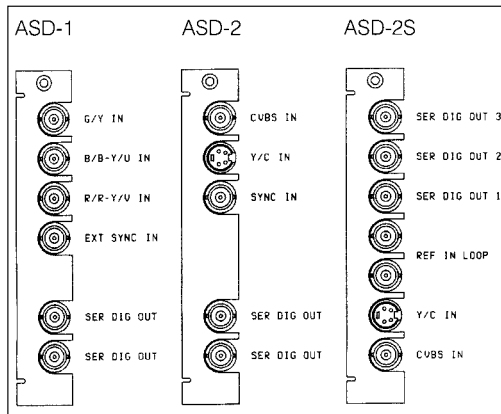 ASD-1
G/Y IN
B/B-Y/U IN
R/R-Y/V IN
EXT SYNC IN
SER DIG OUT
SER DIG OUT
ASD-2
CVBS IN
Y/C IN
SYNC IN
SER DIG OUT
SER DIG OUT
ASD-2S
SER DIG OUT 3
SER DIG OUT 2
SER DIG OUT 1
REF IN LOOP
Y/C IN
CVBS IN